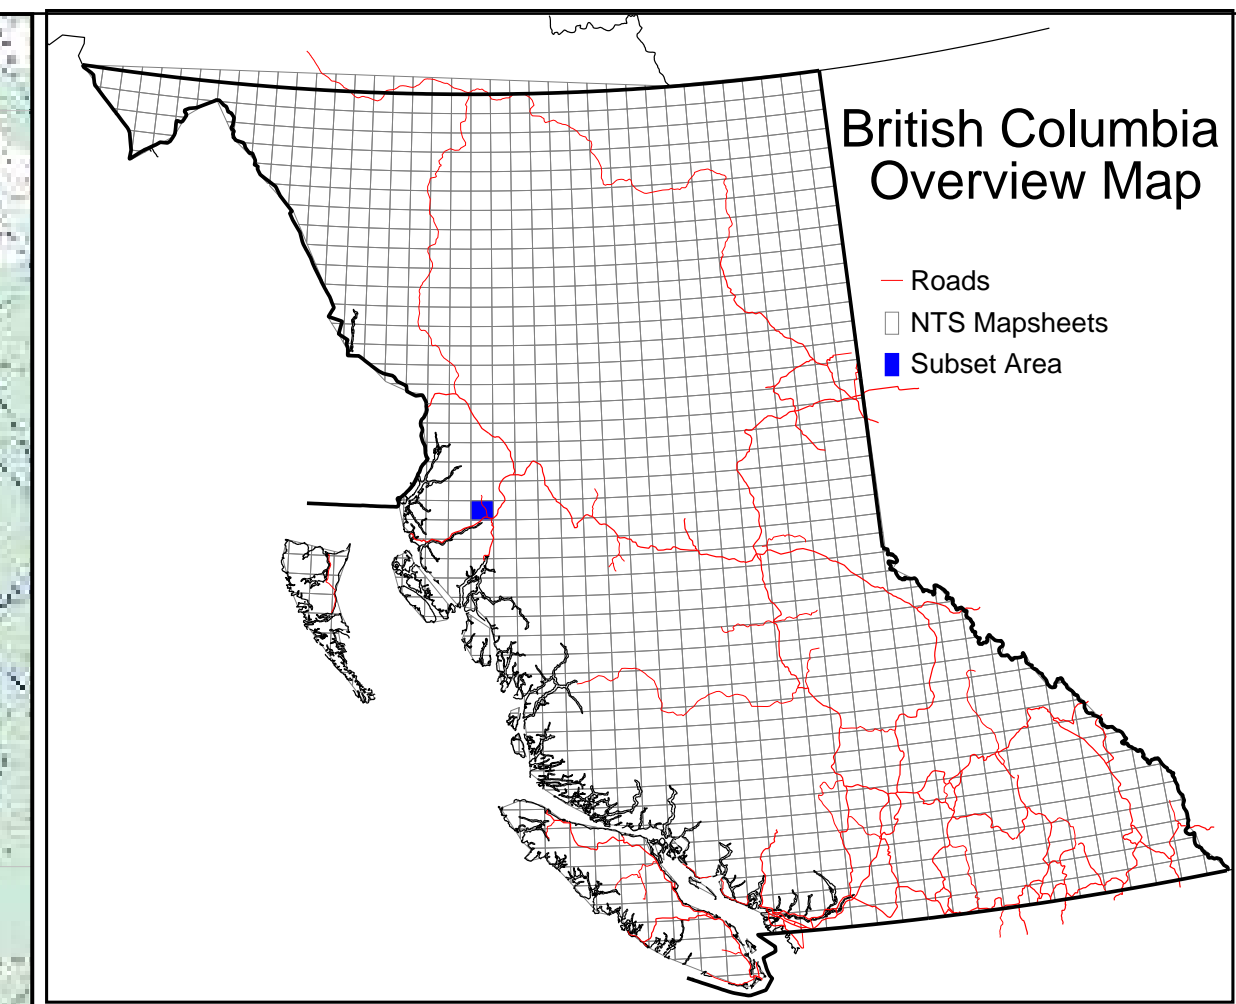 British Columbia
Overview Map
Roads
NTS Mapsheets
Subset Area